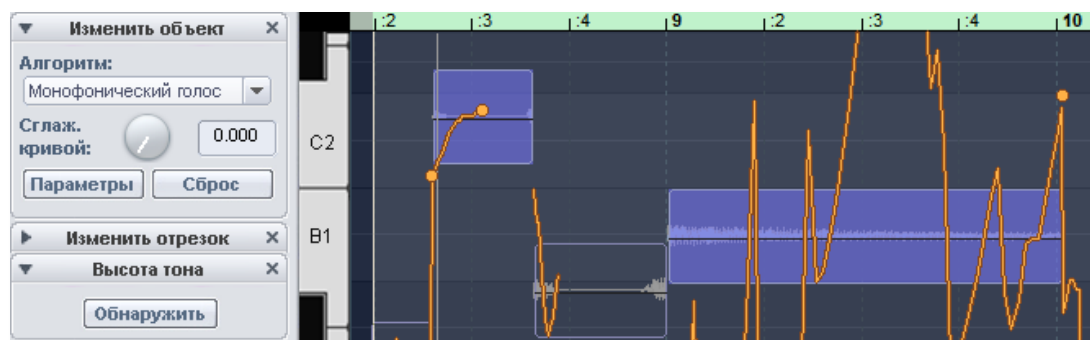 Изменить объект
Алгоритм:
Монофонический голос
Сглаж.
кривой:
0.000
Параметры
Сброс
Изменить отрезок
Высота тона
Обнаружить
:2
:3
:4
9
:2
:3
:4
10
C2
B1